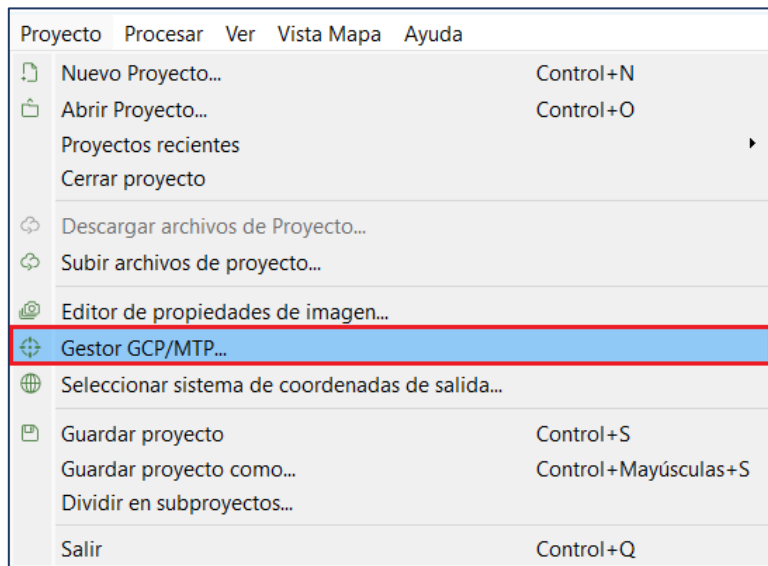 Proyecto Procesar Ver Vista Mapa Ayuda
Nuevo Proyecto... Control+N
Abrir Proyecto... Control+O
Proyectos recientes
Cerrar proyecto
Descargar archivos de Proyecto...
Subir archivos de proyecto...
Editor de propiedades de imagen...
Gestor GCP/MTP...
Seleccionar sistema de coordenadas de salida...
Guardar proyecto Control+S
Guardar proyecto como... Control+Mayúsculas+S
Dividir en subproyectos...
Salir Control+Q